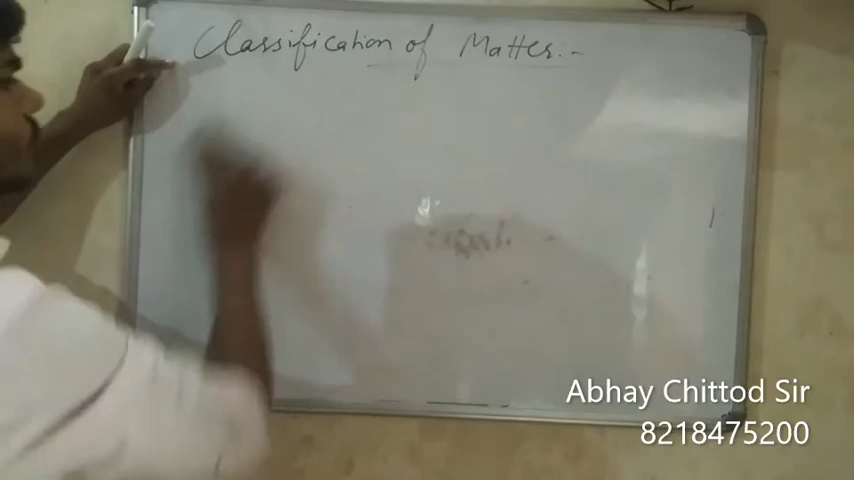 Classification of Matter:-
Abhay Chittod Sir
8218475200